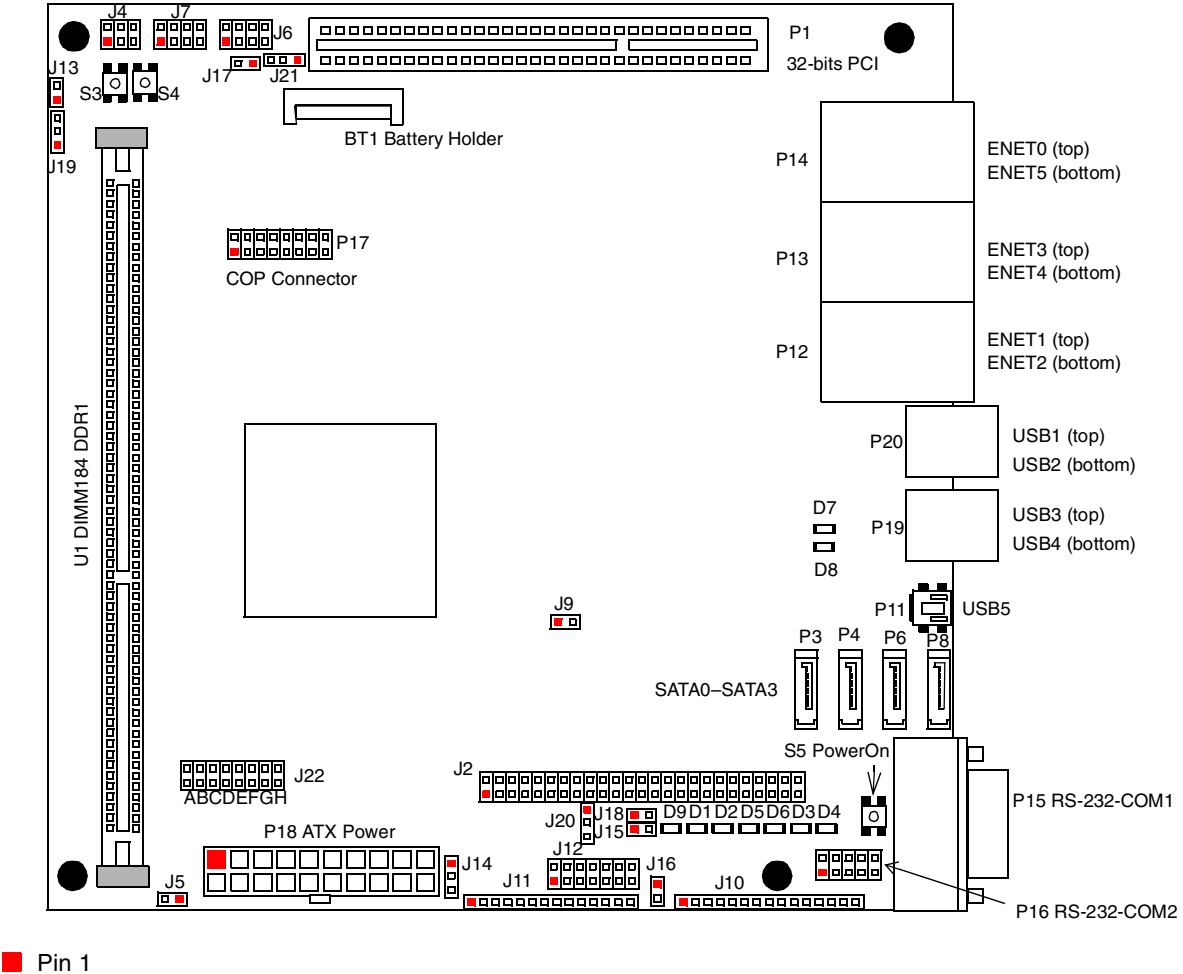 J4
J7
J6
P1
32-bits PCI
J17
J21
J13
S3
S4
BT1 Battery Holder
J19
P14
ENET0 (top)
ENET5 (bottom)
P17
COP Connector
P13
ENET3 (top)
ENET4 (bottom)
P12
ENET1 (top)
ENET2 (bottom)
U1 DIMM184 DDR1
P20
USB1 (top)
USB2 (bottom)
D7
P19
USB3 (top)
USB4 (bottom)
D8
J9
P11
USB5
P3
P4
P6
P8
SATA0–SATA3
S5 PowerOn
J22
ABCDEFGH
J2
P15 RS-232-COM1
J20
J18
J15
D9
D1
D2
D5
D6
D3
D4
P18 ATX Power
J12
J14
J16
J5
J11
J10
P16 RS-232-COM2
Pin 1